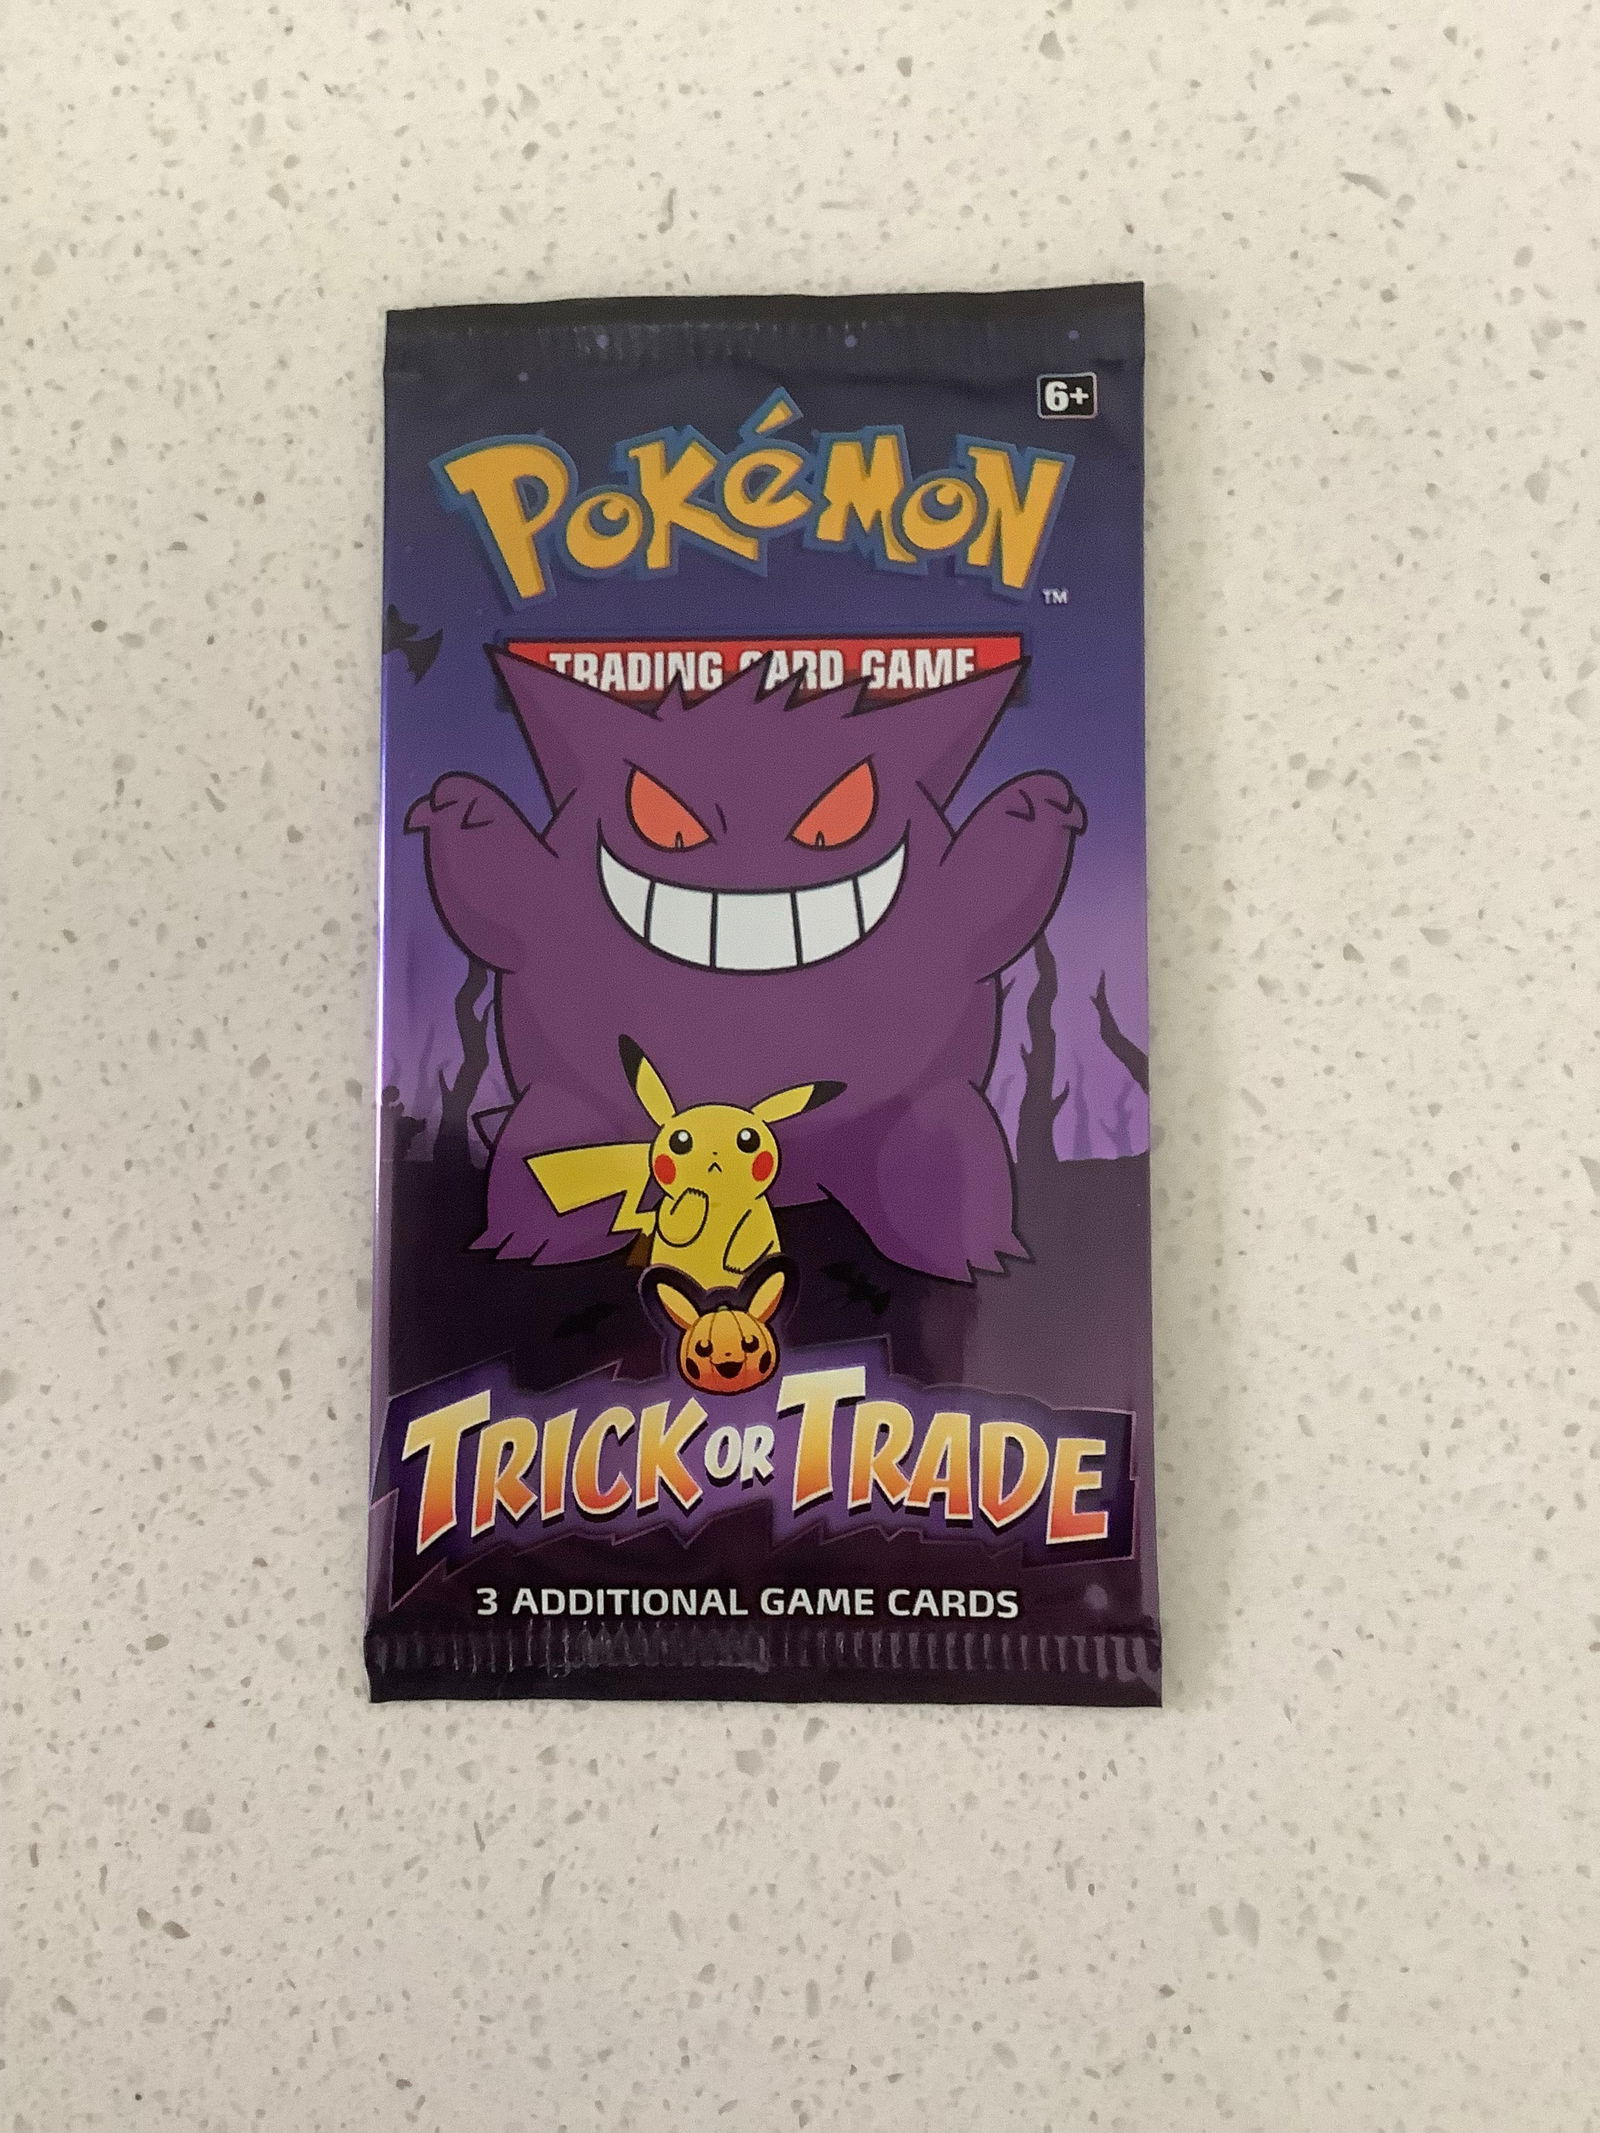 6+
Pokémon
TM
TRADING CARD GAME
TRICK OR TRADE
3 ADDITIONAL GAME CARDS